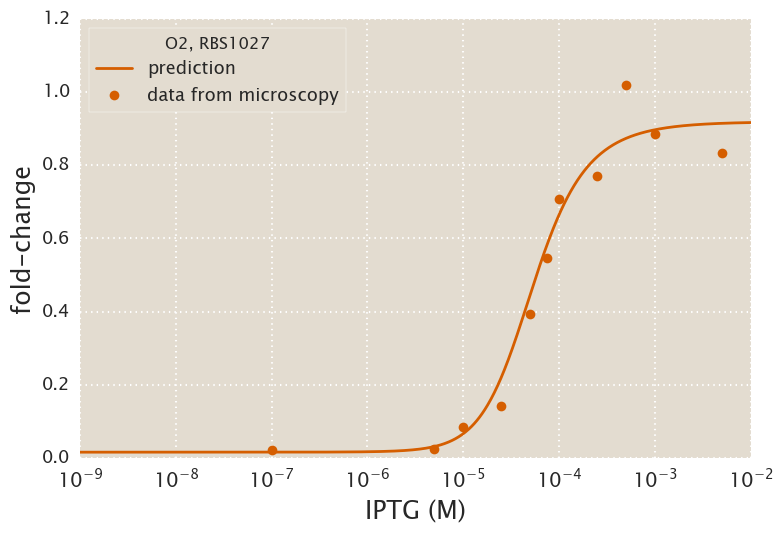 O2, RBS1027
prediction
data from microscopy
1.2
1.0
0.8
0.6
0.4
0.2
0.0
fold-change
10⁻⁹ 10⁻⁸ 10⁻⁷ 10⁻⁶ 10⁻⁵ 10⁻⁴ 10⁻³ 10⁻²
IPTG (M)